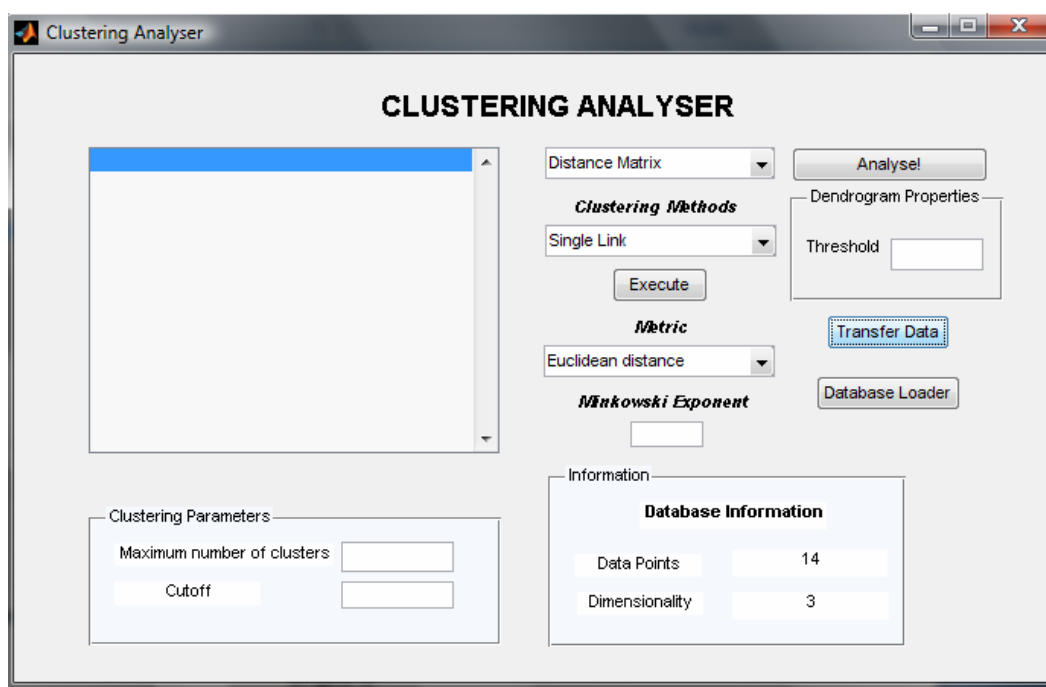 Clustering Analyser
CLUSTERING ANALYSER
Distance Matrix
Analyse!
Clustering Methods
Single Link
Execute
Dendrogram Properties
Threshold
Metric
Euclidean distance
Transfer Data
Minkowski Exponent
Database Loader
Clustering Parameters
Maximum number of clusters
Cutoff
Information
Database Information
Data Points 14
Dimensionality 3